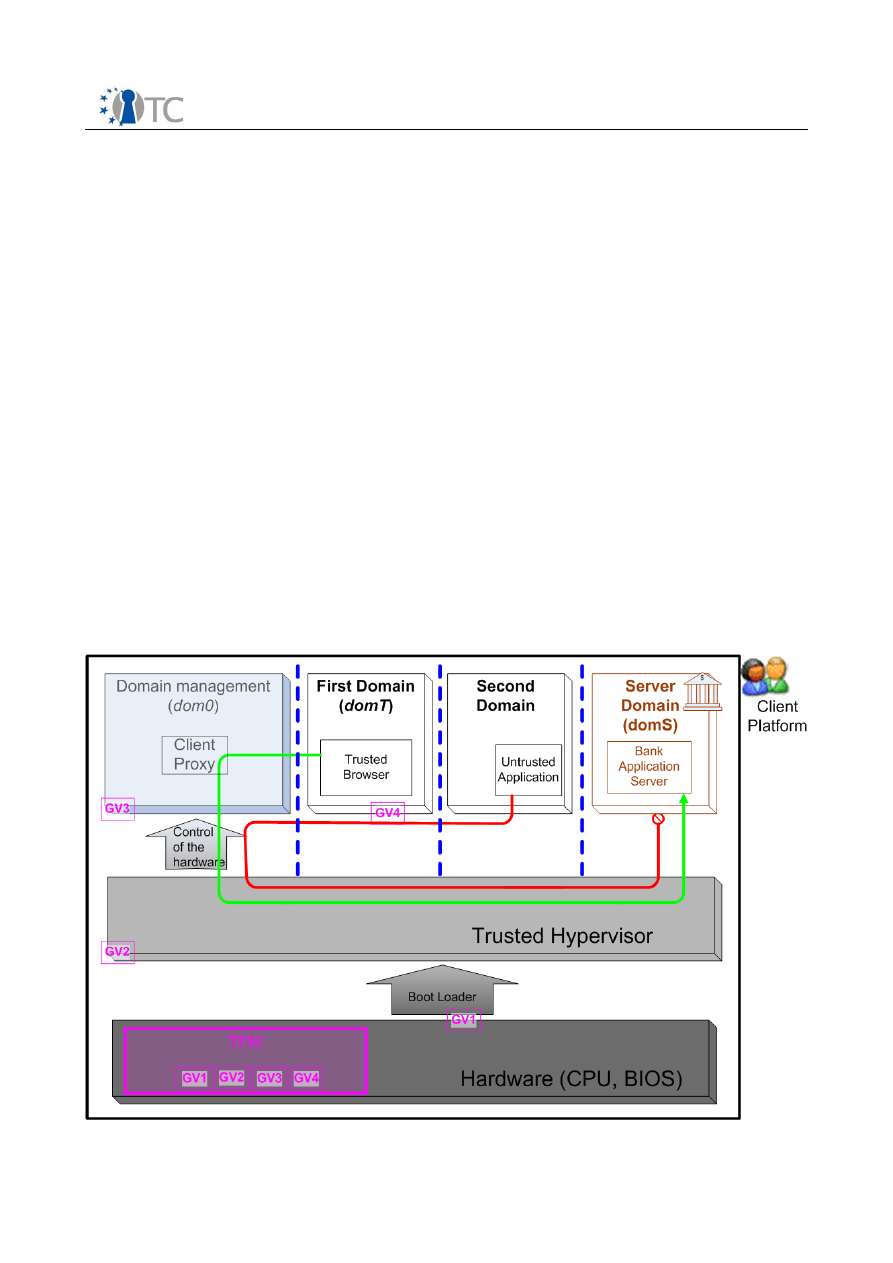 TC
Domain management
(dom0)
Client
Proxy
GV3
First Domain
(domT)
Trusted
Browser
GV4
Second
Domain
Untrusted
Application
Server
Domain
(domS)
S
Bank
Application
Server
Client
Platform
Control
of the
hardware
Trusted Hypervisor
GV2
Boot Loader
GV1
TPM
GV1 GV2 GV3 GV4
Hardware (CPU, BIOS)